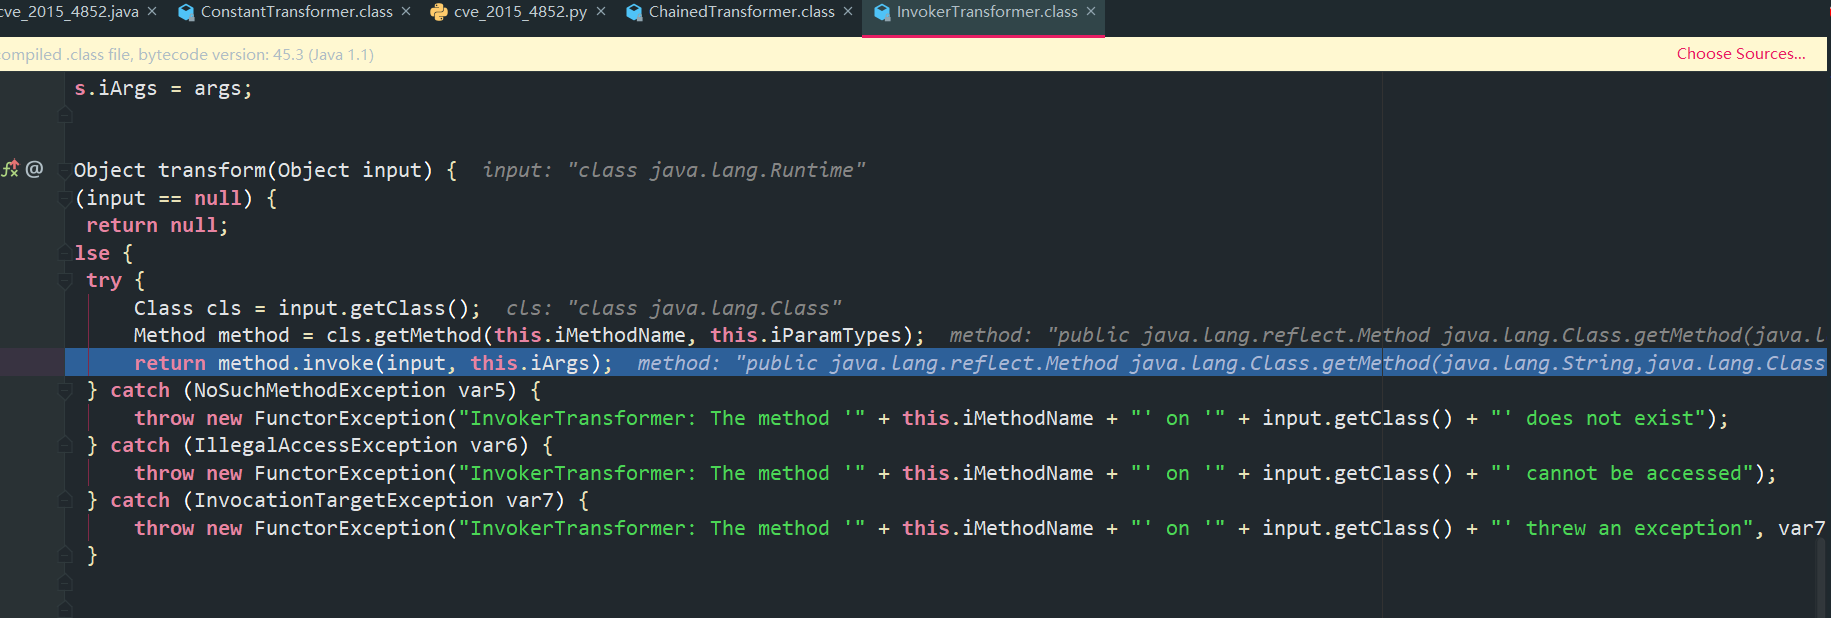 cve_2015_4852.java × ConstantTransformer.class × cve_2015_4852.py × ChainedTransformer.class × InvokerTransformer.class ×
compiled .class file, bytecode version: 45.3 (Java 1.1) Choose Sources...
s.iArgs = args;
Object transform(Object input) { input: "class java.lang.Runtime"
(input == null) {
return null;
lse {
try {
Class cls = input.getClass(); cls: "class java.lang.Class"
Method method = cls.getMethod(this.iMethodName, this.iParamTypes); method: "public java.lang.reflect.Method java.lang.Class.getMethod(java.l
return method.invoke(input, this.iArgs); method: "public java.lang.reflect.Method java.lang.Class.getMethod(java.lang.String,java.lang.Class
} catch (NoSuchMethodException var5) {
throw new FunctorException("InvokerTransformer: The method '" + this.iMethodName + "' on '" + input.getClass() + "' does not exist");
} catch (IllegalAccessException var6) {
throw new FunctorException("InvokerTransformer: The method '" + this.iMethodName + "' on '" + input.getClass() + "' cannot be accessed");
} catch (InvocationTargetException var7) {
throw new FunctorException("InvokerTransformer: The method '" + this.iMethodName + "' on '" + input.getClass() + "' threw an exception", var7
}